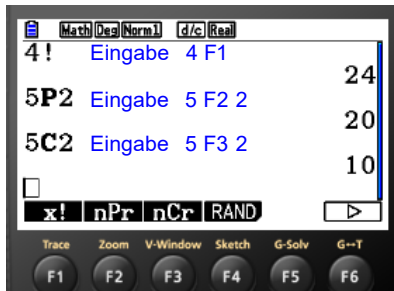 Math Deg Norm1 d/c Real
4! Eingabe 4 F1
24
5P2 Eingabe 5 F2 2
20
5C2 Eingabe 5 F3 2
10
x! nPr nCr RAND ▷
Trace Zoom V-Window Sketch G-Solv G↔T
F1 F2 F3 F4 F5 F6